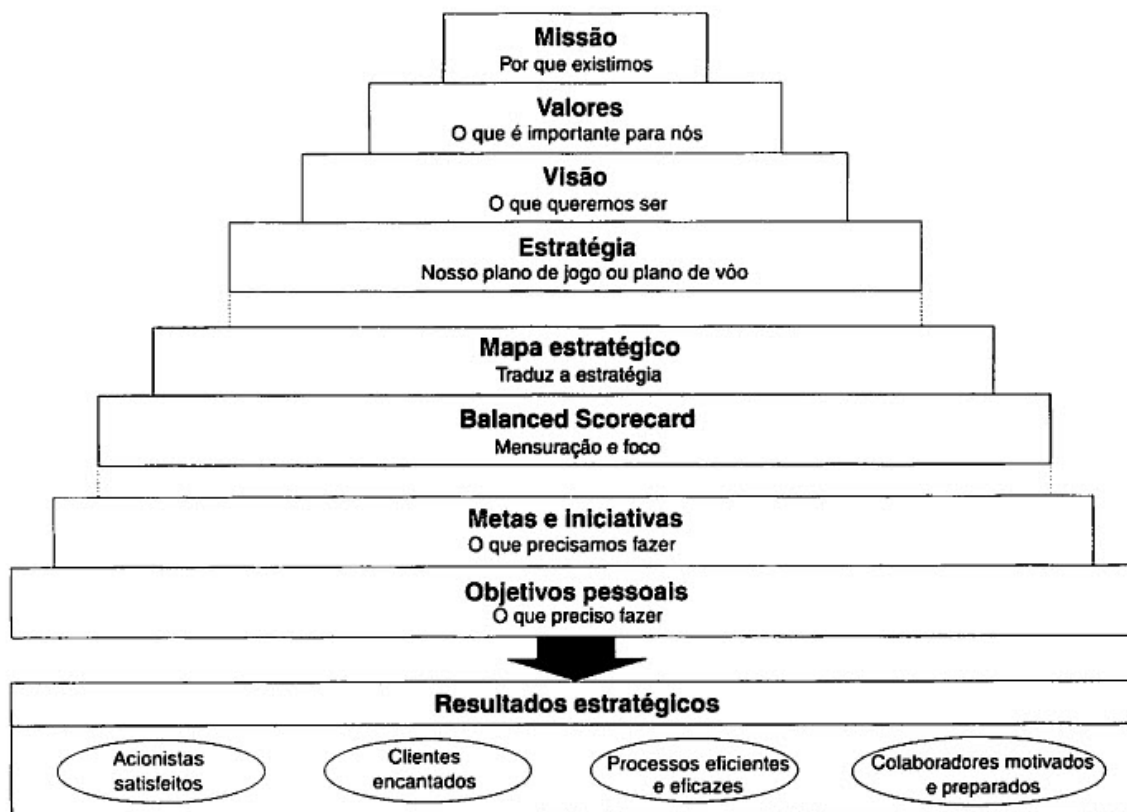 Missão
Por que existimos
Valores
O que é importante para nós
Visão
O que queremos ser
Estratégia
Nosso plano de jogo ou plano de vôo
Mapa estratégico
Traduz a estratégia
Balanced Scorecard
Mensuração e foco
Metas e iniciativas
O que precisamos fazer
Objetivos pessoais
O que preciso fazer
Resultados estratégicos
Acionistas
satisfeitos
Clientes
encantados
Processos eficientes
e eficazes
Colaboradores motivados
e preparados